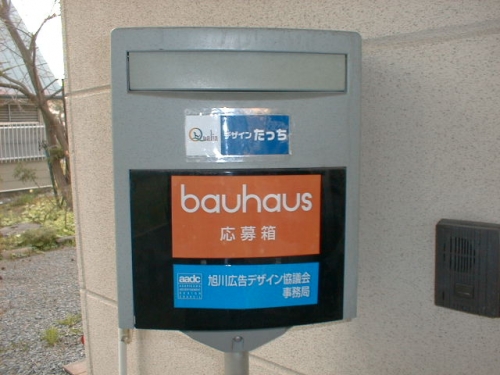 デザイン たっち
bauhaus
応募箱
aadc
旭川広告デザイン協議会
事務局